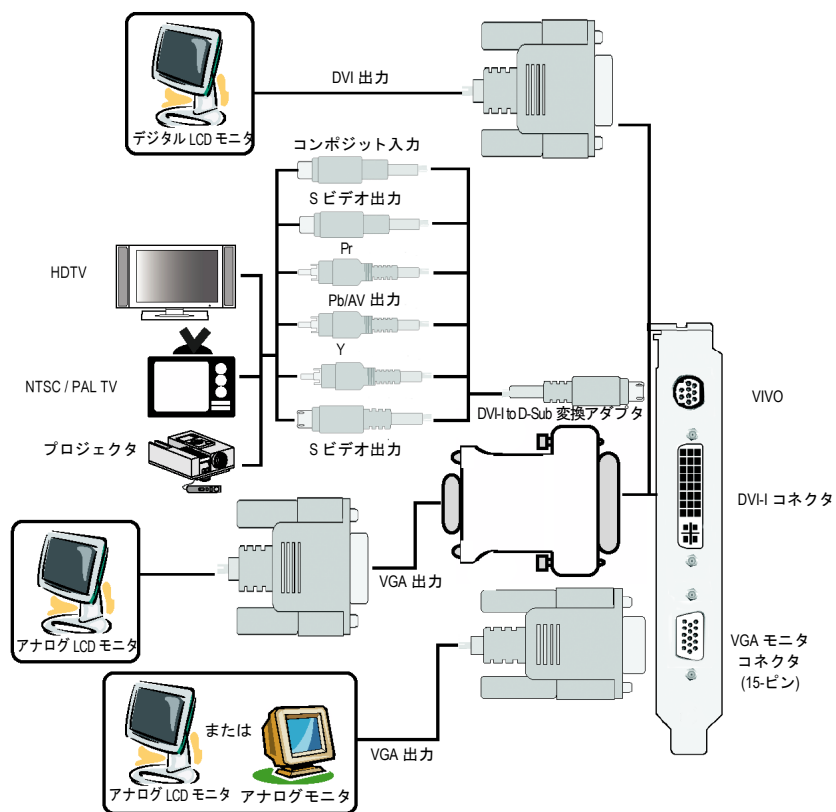 DVI 出力
デジタル LCD モニタ
コンポジット入力
S ビデオ出力
Pr
HDTV
Pb/AV 出力
Y
NTSC / PAL TV
VIVO
DVI-I to D-Sub 変換アダプタ
S ビデオ出力
プロジェクタ
DVI-I コネクタ
VGA 出力
アナログ LCD モニタ
VGA モニタ
コネクタ
(15-ピン)
または
VGA 出力
アナログ LCD モニタ
アナログモニタ